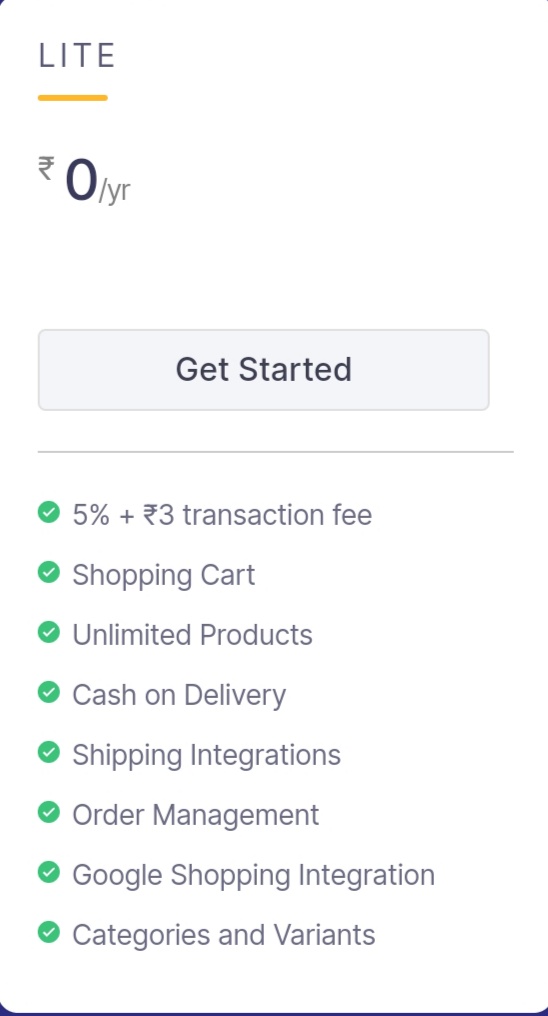 LITE
₹ 0/yr
Get Started
5% + ₹3 transaction fee
Shopping Cart
Unlimited Products
Cash on Delivery
Shipping Integrations
Order Management
Google Shopping Integration
Categories and Variants